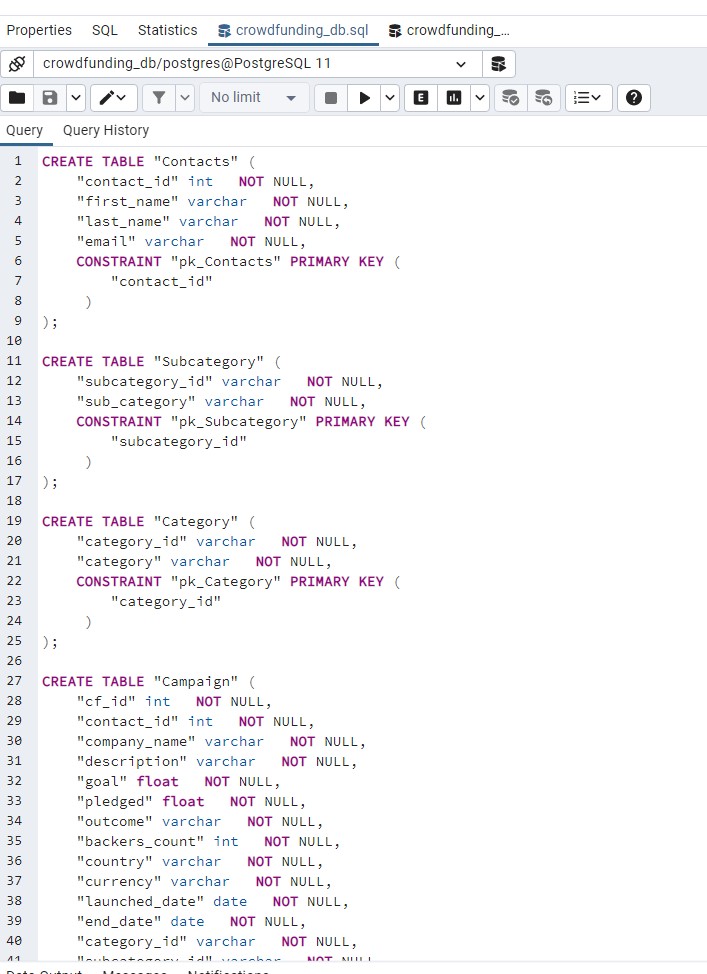 Properties SQL Statistics crowdfunding_db.sql crowdfunding_...
crowdfunding_db/postgres@PostgreSQL 11
No limit E
Query Query History
1 CREATE TABLE "Contacts" (
2 "contact_id" int NOT NULL,
3 "first_name" varchar NOT NULL,
4 "last_name" varchar NOT NULL,
5 "email" varchar NOT NULL,
6 CONSTRAINT "pk_Contacts" PRIMARY KEY (
7 "contact_id"
8 )
9 );
10
11 CREATE TABLE "Subcategory" (
12 "subcategory_id" varchar NOT NULL,
13 "sub_category" varchar NOT NULL,
14 CONSTRAINT "pk_Subcategory" PRIMARY KEY (
15 "subcategory_id"
16 )
17 );
18
19 CREATE TABLE "Category" (
20 "category_id" varchar NOT NULL,
21 "category" varchar NOT NULL,
22 CONSTRAINT "pk_Category" PRIMARY KEY (
23 "category_id"
24 )
25 );
26
27 CREATE TABLE "Campaign" (
28 "cf_id" int NOT NULL,
29 "contact_id" int NOT NULL,
30 "company_name" varchar NOT NULL,
31 "description" varchar NOT NULL,
32 "goal" float NOT NULL,
33 "pledged" float NOT NULL,
34 "outcome" varchar NOT NULL,
35 "backers_count" int NOT NULL,
36 "country" varchar NOT NULL,
37 "currency" varchar NOT NULL,
38 "launched_date" date NOT NULL,
39 "end_date" date NOT NULL,
40 "category_id" varchar NOT NULL,
41 "subcategory_id" varchar NOT NULL
Data Output Messages Notifications